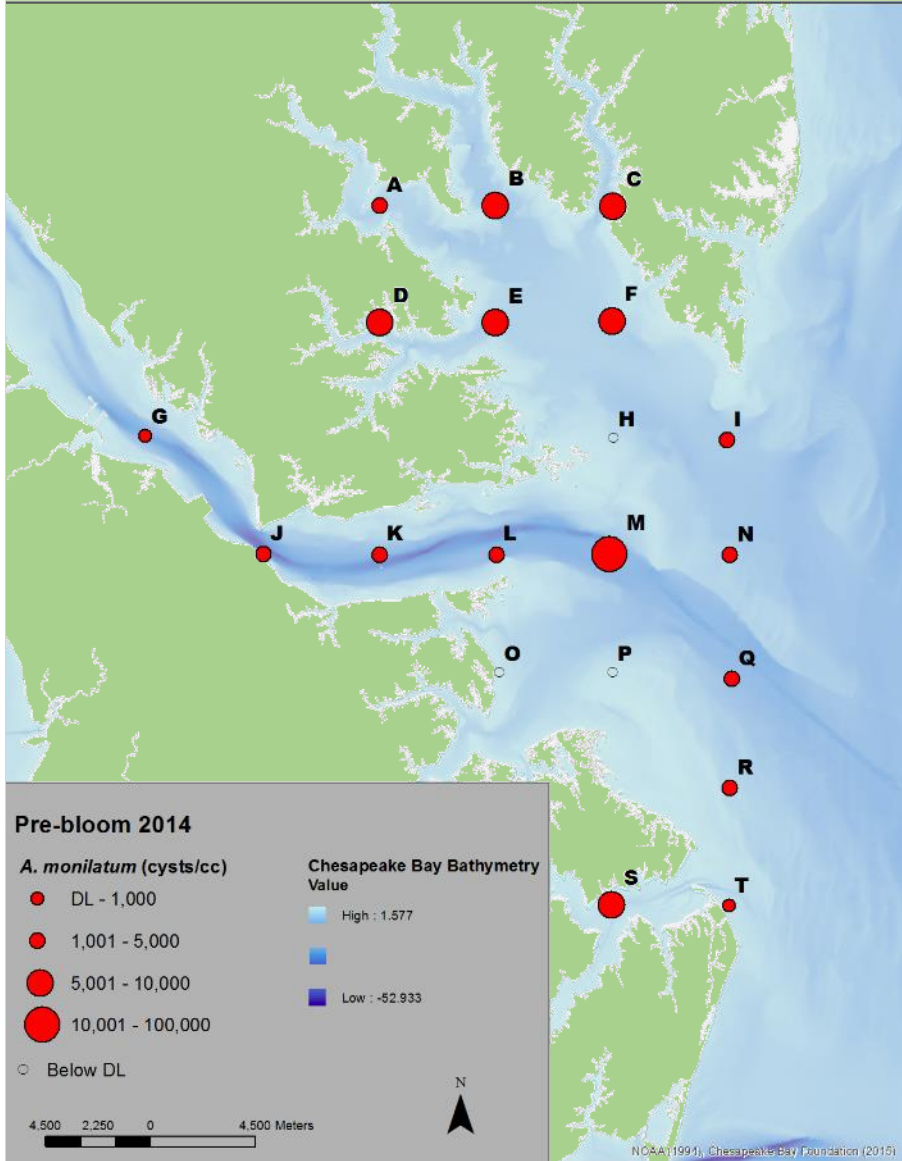 A
B
C
D
E
F
G
H
I
J
K
L
M
N
O
P
Q
R
S
T
Pre-bloom 2014
A. monilatum (cysts/cc)
DL - 1,000
1,001 - 5,000
5,001 - 10,000
10,001 - 100,000
Below DL
Chesapeake Bay Bathymetry
Value
High : 1.577
Low : -52.933
4,500 2,250 0 4,500 Meters
N
NOAA (1994), Chesapeake Bay Foundation (2015)